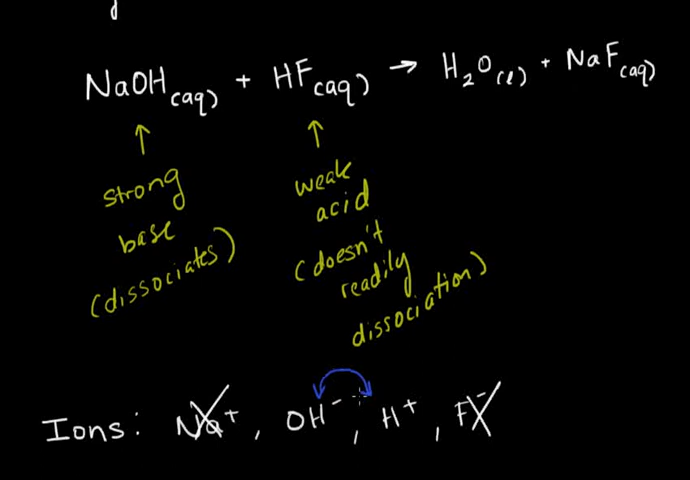 NaOH(aq) + HF(aq) → H₂O(l) + NaF(aq)
↑ ↑
strong
base
(dissociates)
weak
acid
(doesn't
readily
dissociation)
Ions: Na⁺, OH⁻, H⁺, F⁻